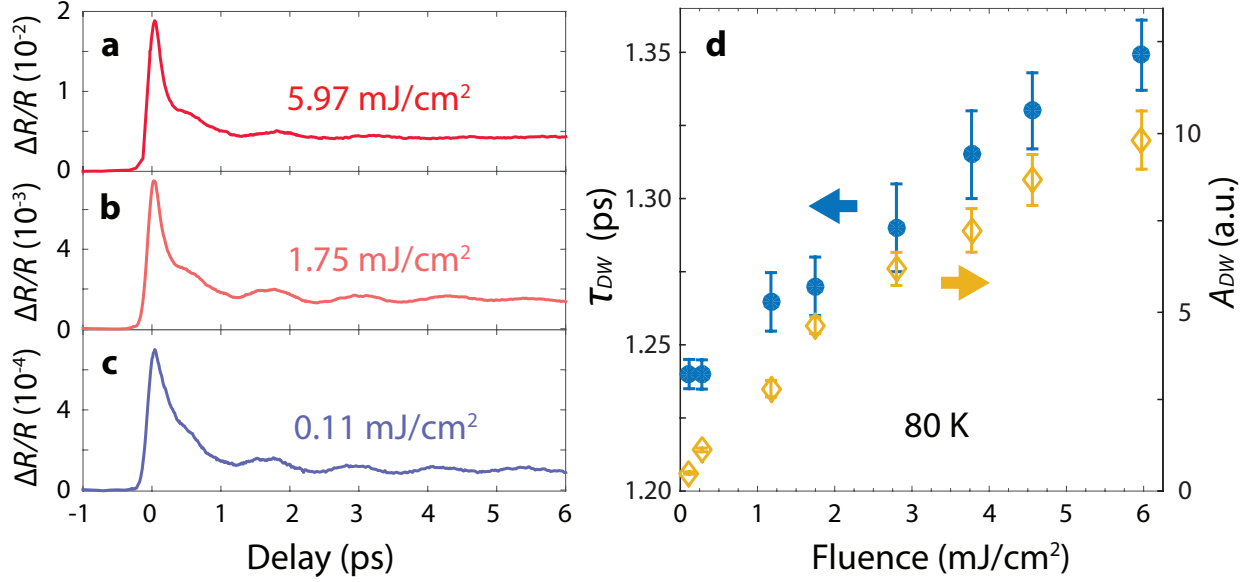 a
5.97 mJ/cm²
ΔR/R (10⁻²)
2
1
0
b
1.75 mJ/cm²
ΔR/R (10⁻³)
4
0
c
0.11 mJ/cm²
ΔR/R (10⁻⁴)
4
0
-1 0 1 2 3 4 5 6
Delay (ps)
d
τDW (ps)
1.35
1.30
1.25
1.20
80 K
10
5
0
ADW (a.u.)
0 1 2 3 4 5 6
Fluence (mJ/cm²)